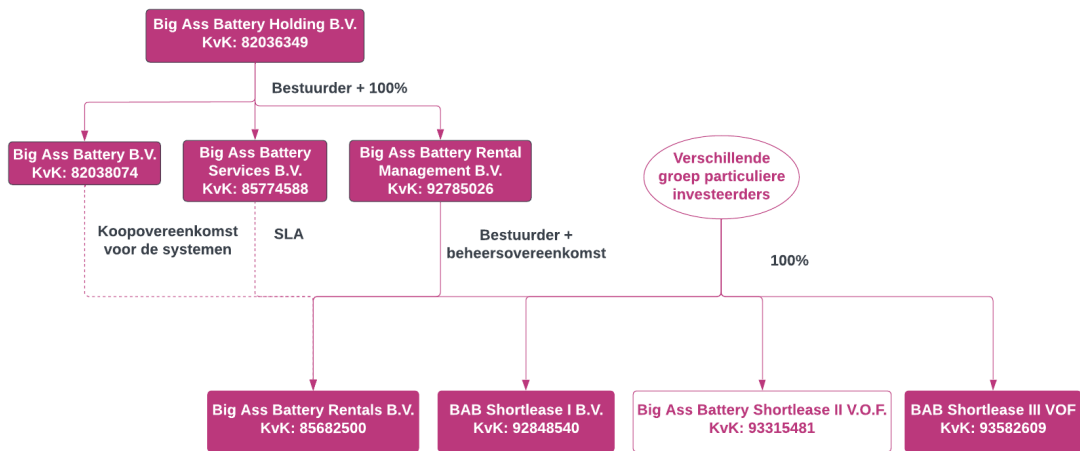 Big Ass Battery Holding B.V.
KvK: 82036349
Bestuurder + 100%
Big Ass Battery B.V.
KvK: 82038074
Big Ass Battery
Services B.V.
KvK: 85774588
Big Ass Battery Rental
Management B.V.
KvK: 92785026
Verschillende
groep particuliere
investeerders
Koopovereenkomst
voor de systemen
SLA
Bestuurder +
beheersovereenkomst
100%
Big Ass Battery Rentals B.V.
KvK: 85682500
BAB Shortlease I B.V.
KvK: 92848540
Big Ass Battery Shortlease II V.O.F.
KvK: 93315481
BAB Shortlease III VOF
KvK: 93582609